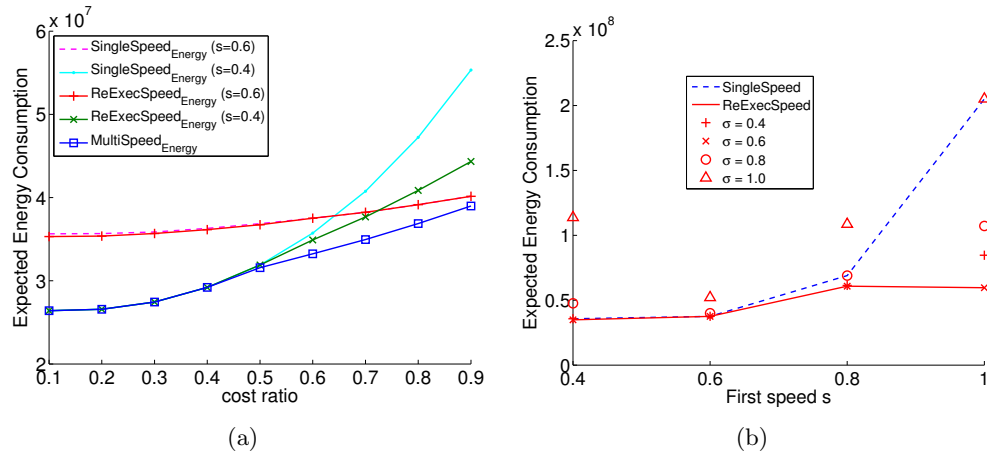 x 10^7
6
5
4
3
2
Expected Energy Consumption
SingleSpeed_Energy (s=0.6)
SingleSpeed_Energy (s=0.4)
ReExecSpeed_Energy (s=0.6)
ReExecSpeed_Energy (s=0.4)
MultiSpeed_Energy
0.1 0.2 0.3 0.4 0.5 0.6 0.7 0.8 0.9
cost ratio
(a)
x 10^8
2.5
2
1.5
1
0.5
0
Expected Energy Consumption
SingleSpeed
ReExecSpeed
σ = 0.4
σ = 0.6
σ = 0.8
σ = 1.0
0.4 0.6 0.8 1
First speed s
(b)